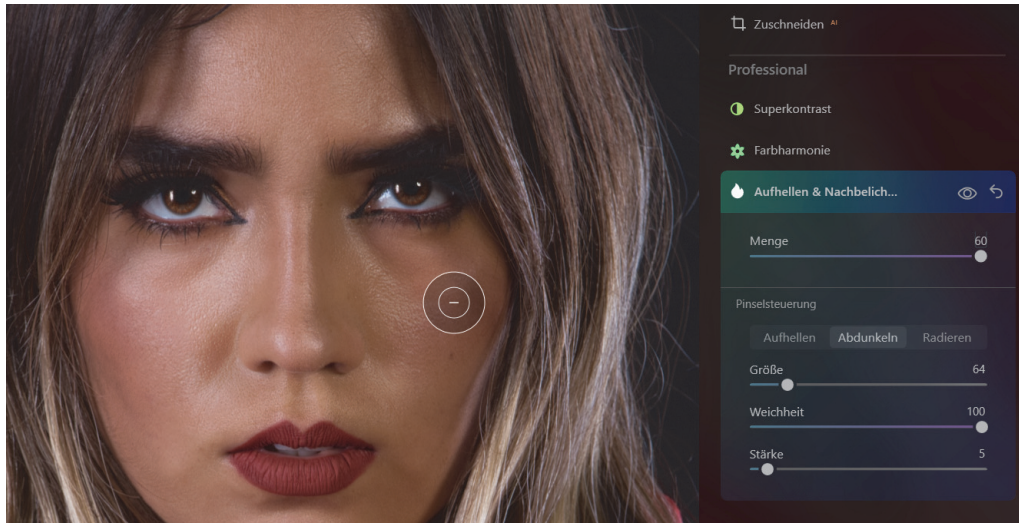 Zuschneiden AI
Professional
Superkontrast
Farbharmonie
Aufhellen & Nachbelich...
Menge 60
Pinselsteuerung
Aufhellen Abdunkeln Radieren
Größe 64
Weichheit 100
Stärke 5